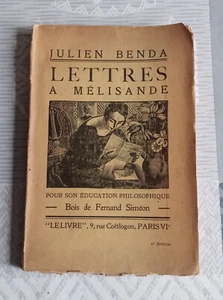 JULIEN BENDA
LETTRES
A MÉLISANDE
POUR SON ÉDUCATION PHILOSOPHIQUE
Bois de Fernand Siméon
"LE LIVRE", 9, rue Coëtlogon, PARIS VIe